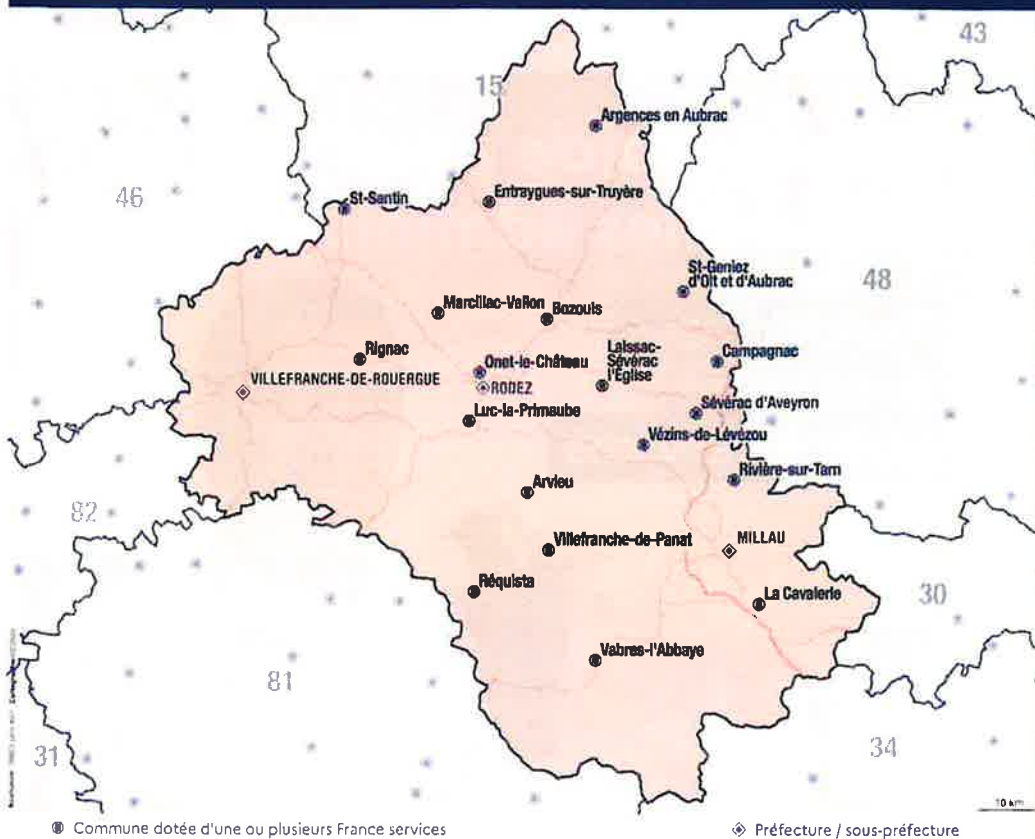 43
15
Argences en Aubrac
46
St-Santin
Entraygues-sur-Truyère
St-Geniez
d'Olt et d'Aubrac
48
Marcillac-Vallon
Bozouls
Rignac
Onet-le-Château
Laissac-
Sévérac
l'Église
Campagnac
VILLEFRANCHE-DE-ROUERGUE
RODEZ
Luc-la-Primaube
Sévérac d'Aveyron
Vézins-de-Lévézou
Rivière-sur-Tarn
Arvieu
82
Villefranche-de-Panat
MILLAU
Réquista
La Cavalerie
30
Vabres-l'Abbaye
81
31
34
10 km
Commune dotée d'une ou plusieurs France services
Préfecture / sous-préfecture